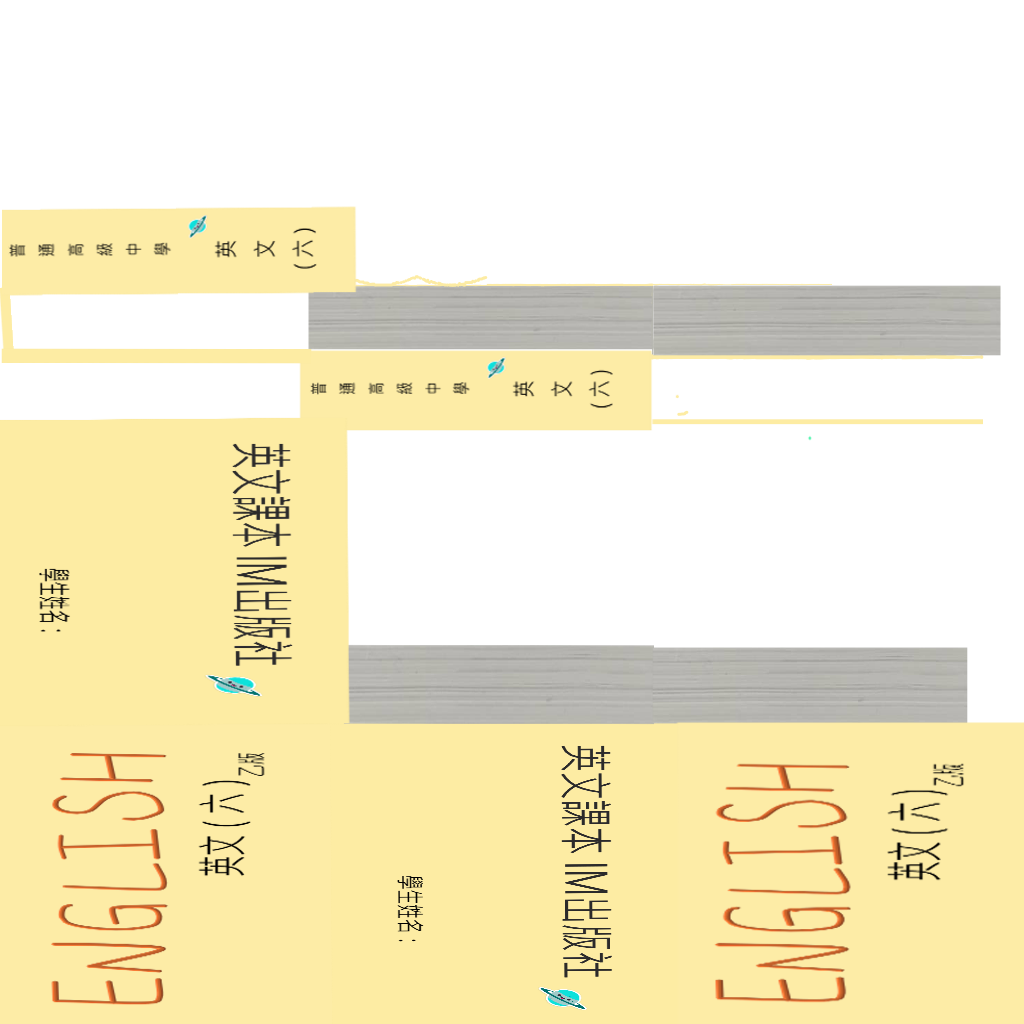 普通高級中學 英文(六)
普通高級中學 英文(六)
英文課本 IM出版社
學生姓名：
ENGLISH
英文(六)乙版
英文課本 IM出版社
學生姓名：
ENGLISH
英文(六)乙版